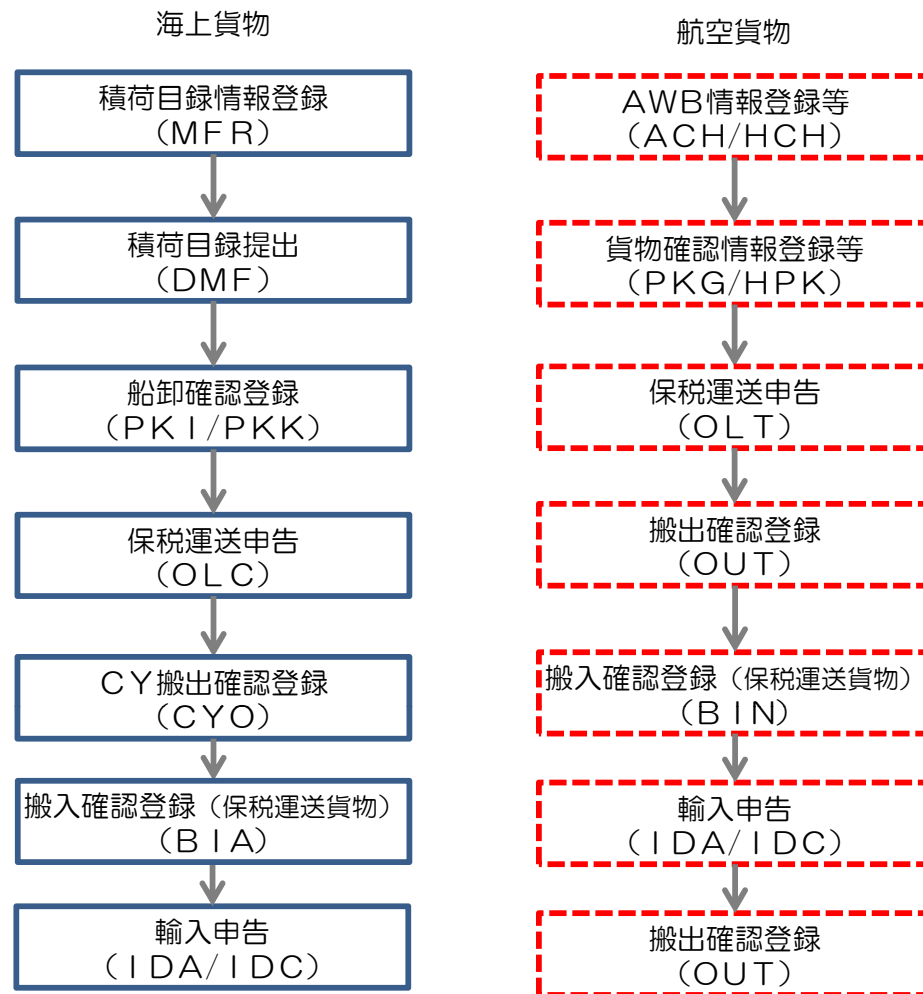 海上貨物
積荷目録情報登録
（ＭＦＲ）
積荷目録提出
（DMF）
船卸確認登録
（ＰＫＩ/PKK）
保税運送申告
（ＯＬＣ）
ＣＹ搬出確認登録
（CYO）
搬入確認登録（保税運送貨物）
（ＢＩＡ）
輸入申告
（ＩＤＡ/ＩＤＣ）
航空貨物
ＡＷＢ情報登録等
（ＡＣＨ/ＨＣＨ）
貨物確認情報登録等
（ＰＫＧ/ＨＰＫ）
保税運送申告
（ＯＬＴ）
搬出確認登録
（ＯＵＴ）
搬入確認登録（保税運送貨物）
（ＢＩＮ）
輸入申告
（ＩＤＡ/ＩＤＣ）
搬出確認登録
（ＯＵＴ）